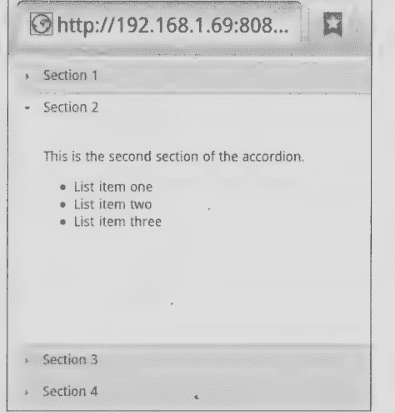 http://192.168.1.69:808...
Section 1
Section 2
This is the second section of the accordion.
List item one
List item two
List item three
Section 3
Section 4